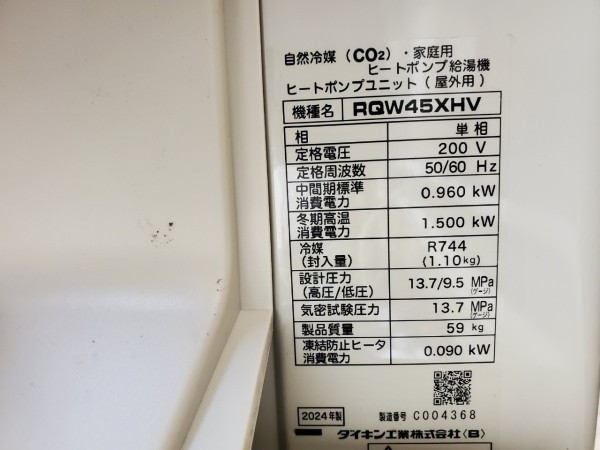 自然冷媒（CO₂）・家庭用
ヒートポンプ給湯機
ヒートポンプユニット（屋外用）
機種名 RQW45XHV
相 単相
定格電圧 200 V
定格周波数 50/60 Hz
中間期標準 消費電力 0.960 kW
冬期高温 消費電力 1.500 kW
冷媒 (封入量) R744 (1.10kg)
設計圧力 (高圧/低圧) 13.7/9.5 MPa (ゲージ)
気密試験圧力 13.7 MPa (ゲージ)
製品質量 59 kg
凍結防止ヒータ 消費電力 0.090 kW
2024年製 製造番号 C004368
ダイキン工業株式会社〈B〉